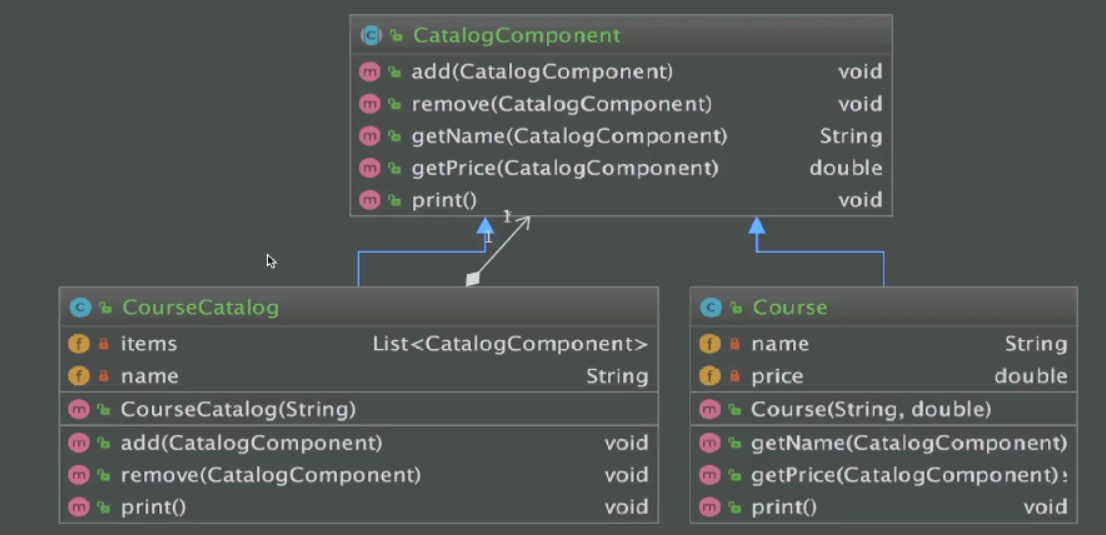 CatalogComponent
add(CatalogComponent) void
remove(CatalogComponent) void
getName(CatalogComponent) String
getPrice(CatalogComponent) double
print() void
1
1
CourseCatalog
items List<CatalogComponent>
name String
CourseCatalog(String)
add(CatalogComponent) void
remove(CatalogComponent) void
print() void
Course
name String
price double
Course(String, double)
getName(CatalogComponent)
getPrice(CatalogComponent)
print() void